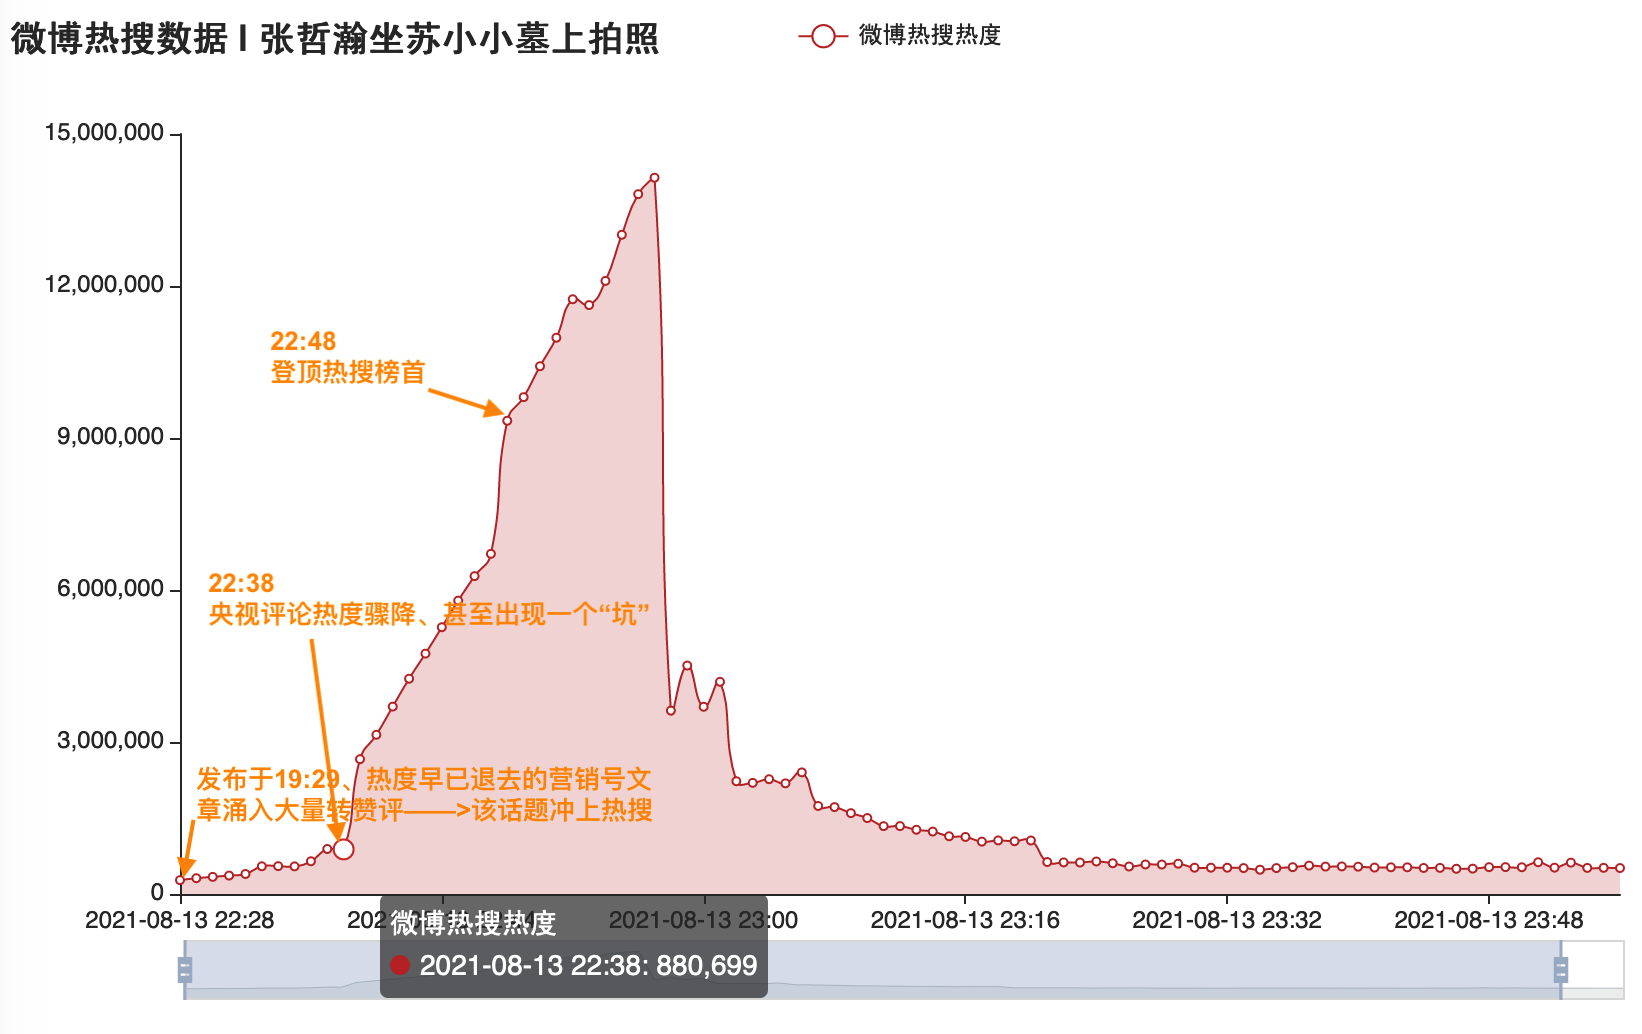 微博热搜数据 I 张哲瀚坐苏小小墓上拍照
微博热搜热度
15,000,000
12,000,000
9,000,000
6,000,000
3,000,000
0
22:48
登顶热搜榜首
22:38
央视评论热度骤降、甚至出现一个“坑”
发布于19:29、热度早已退去的营销号文
章涌入大量转赞评——>该话题冲上热搜
2021-08-13 22:28
2021-08-13 23:00
2021-08-13 23:16
2021-08-13 23:32
2021-08-13 23:48
微博热搜热度
2021-08-13 22:38: 880,699